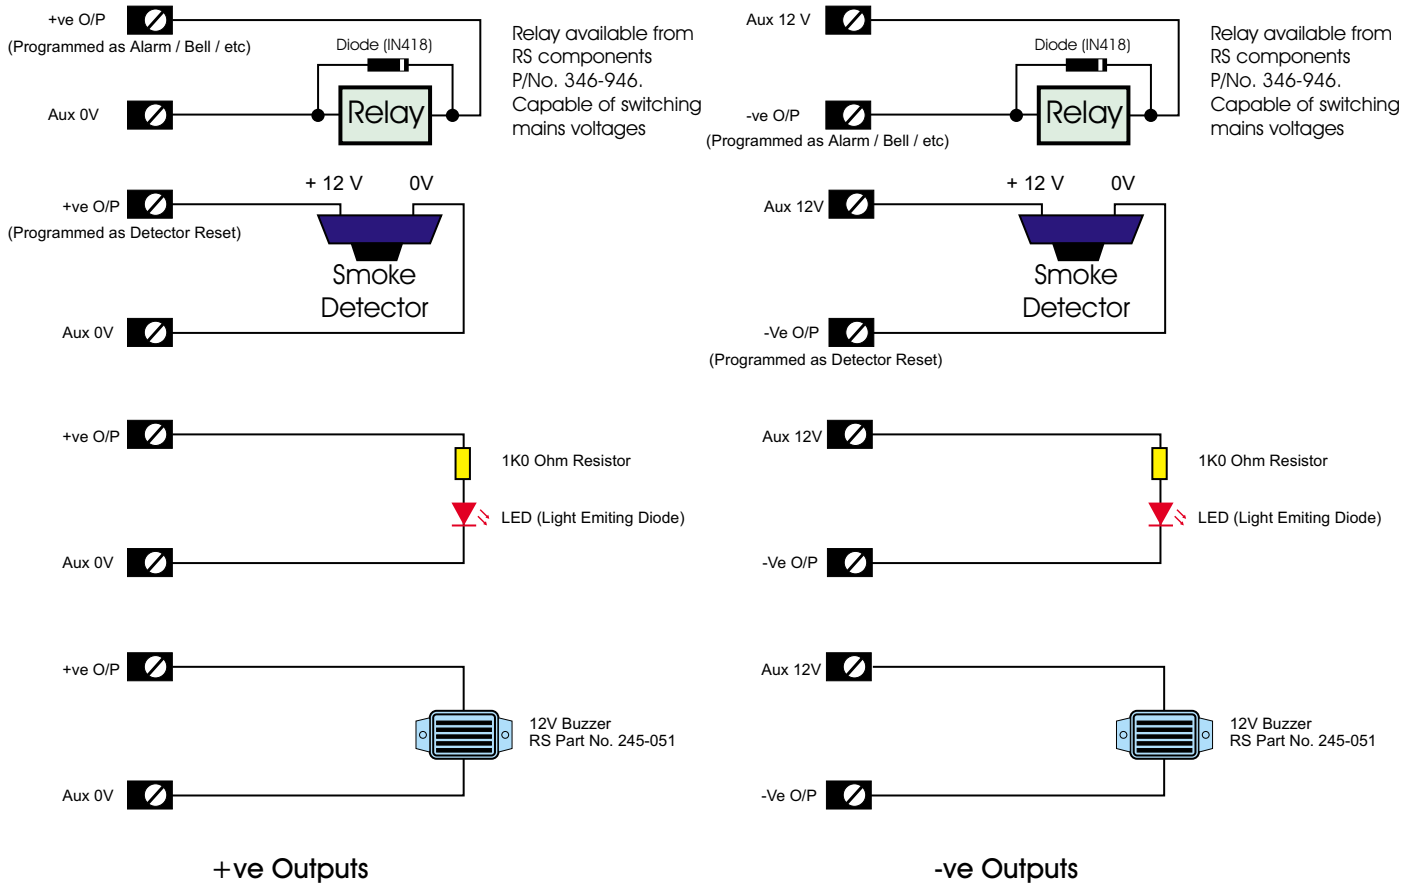 +ve O/P
(Programmed as Alarm / Bell / etc)
Diode (IN418)
Aux 0V
Relay
Relay available from
RS components
P/No. 346-946.
Capable of switching
mains voltages
+ve O/P
(Programmed as Detector Reset)
+ 12 V 0V
Smoke
Detector
Aux 0V
+ve O/P
1K0 Ohm Resistor
LED (Light Emiting Diode)
Aux 0V
+ve O/P
12V Buzzer
RS Part No. 245-051
Aux 0V
+ve Outputs
Aux 12 V
Diode (IN418)
-ve O/P
(Programmed as Alarm / Bell / etc)
Relay
Relay available from
RS components
P/No. 346-946.
Capable of switching
mains voltages
Aux 12V
+ 12 V 0V
Smoke
Detector
-Ve O/P
(Programmed as Detector Reset)
Aux 12V
1K0 Ohm Resistor
LED (Light Emiting Diode)
-Ve O/P
Aux 12V
12V Buzzer
RS Part No. 245-051
-Ve O/P
-ve Outputs